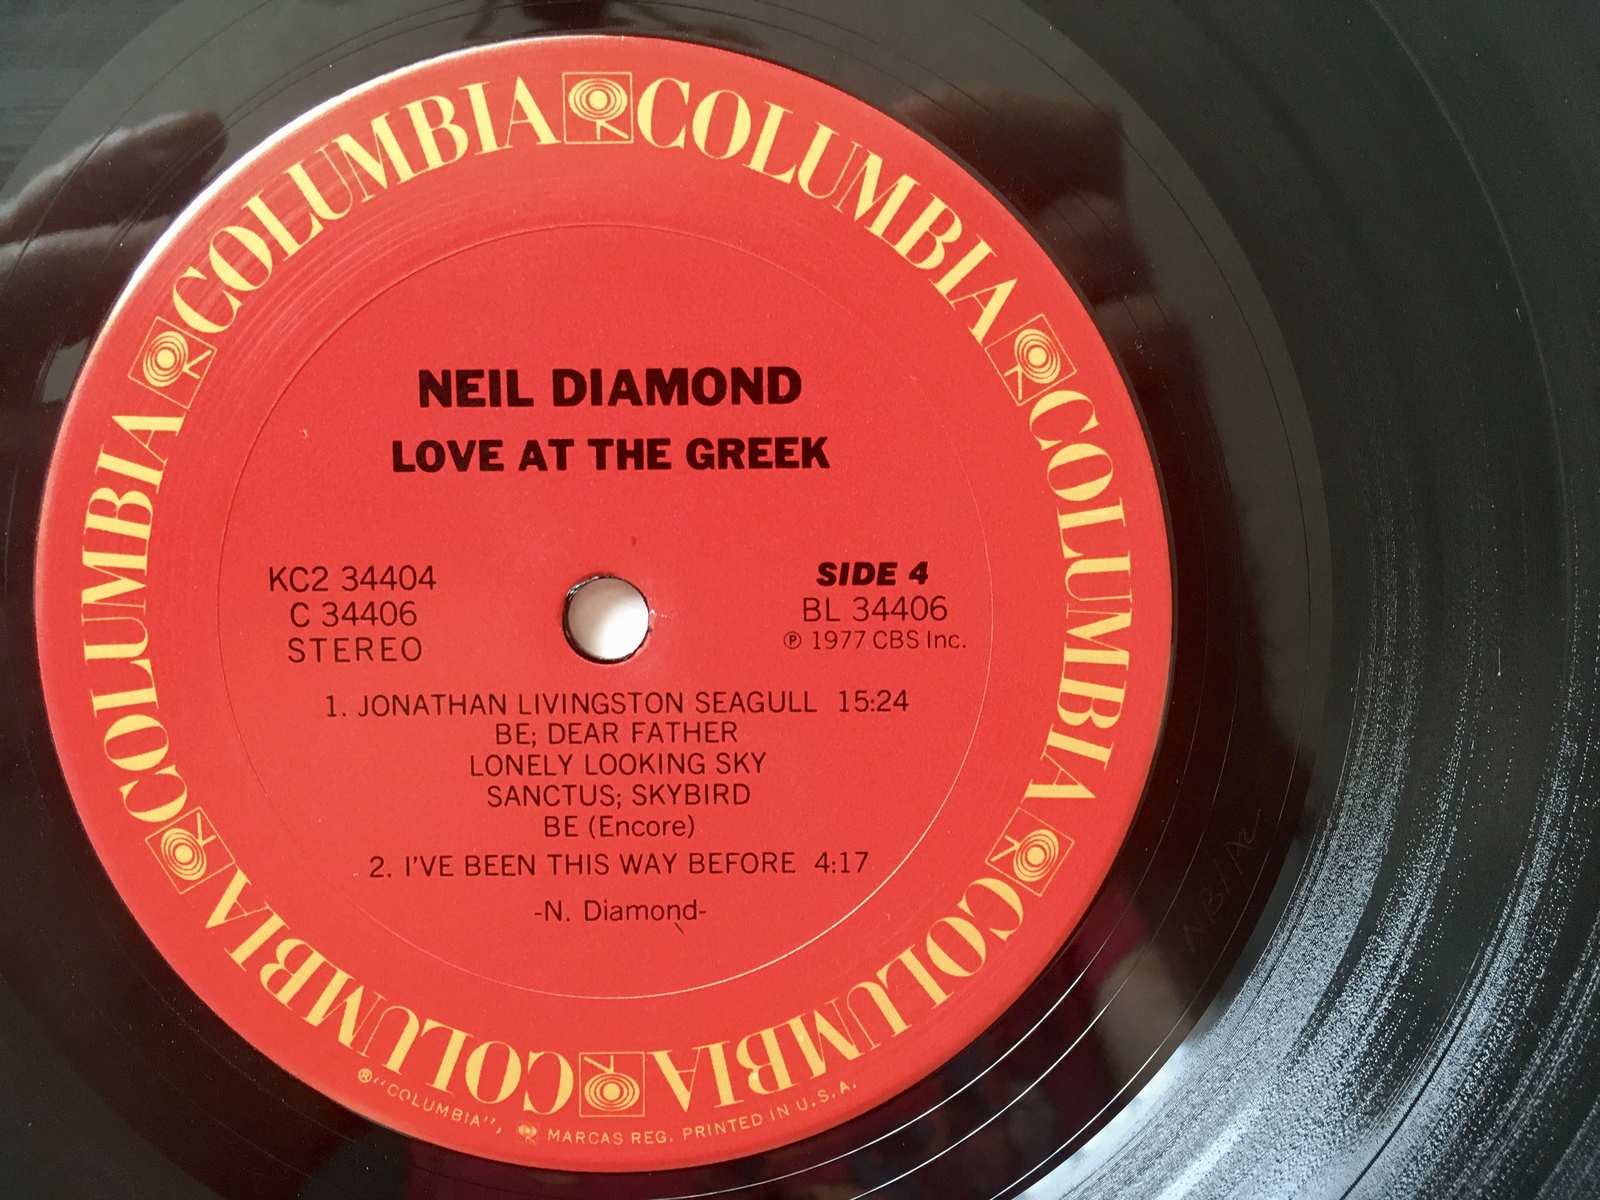 COLUMBIA COLUMBIA COLUMBIA COLUMBIA COLUMBIA COLUMBIA
NEIL DIAMOND
LOVE AT THE GREEK
KC2 34404
C 34406
STEREO
SIDE 4
BL 34406
℗ 1977 CBS Inc.
1. JONATHAN LIVINGSTON SEAGULL 15:24
BE; DEAR FATHER
LONELY LOOKING SKY
SANCTUS; SKYBIRD
BE (Encore)
2. I'VE BEEN THIS WAY BEFORE 4:17
-N. Diamond-
®"COLUMBIA", MARCAS REG. PRINTED IN U.S.A.